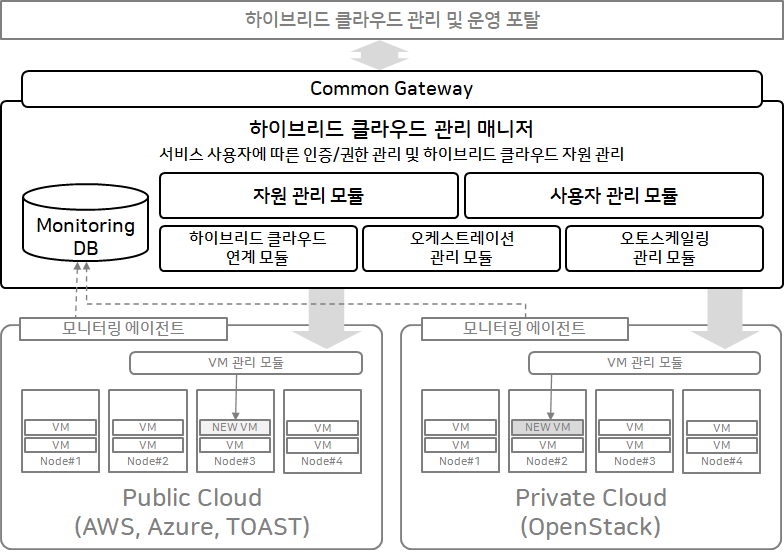 하이브리드 클라우드 관리 및 운영 포탈
Common Gateway
하이브리드 클라우드 관리 매니저
서비스 사용자에 따른 인증/권한 관리 및 하이브리드 클라우드 자원 관리
Monitoring
DB
자원 관리 모듈
사용자 관리 모듈
하이브리드 클라우드
연계 모듈
오케스트레이션
관리 모듈
오토스케일링
관리 모듈
모니터링 에이전트
VM 관리 모듈
VM
VM
NEW VM
VM
VM
VM
VM
VM
Node#1
Node#2
Node#3
Node#4
Public Cloud
(AWS, Azure, TOAST)
모니터링 에이전트
VM 관리 모듈
VM
NEW VM
VM
VM
VM
VM
VM
VM
Node#1
Node#2
Node#3
Node#4
Private Cloud
(OpenStack)